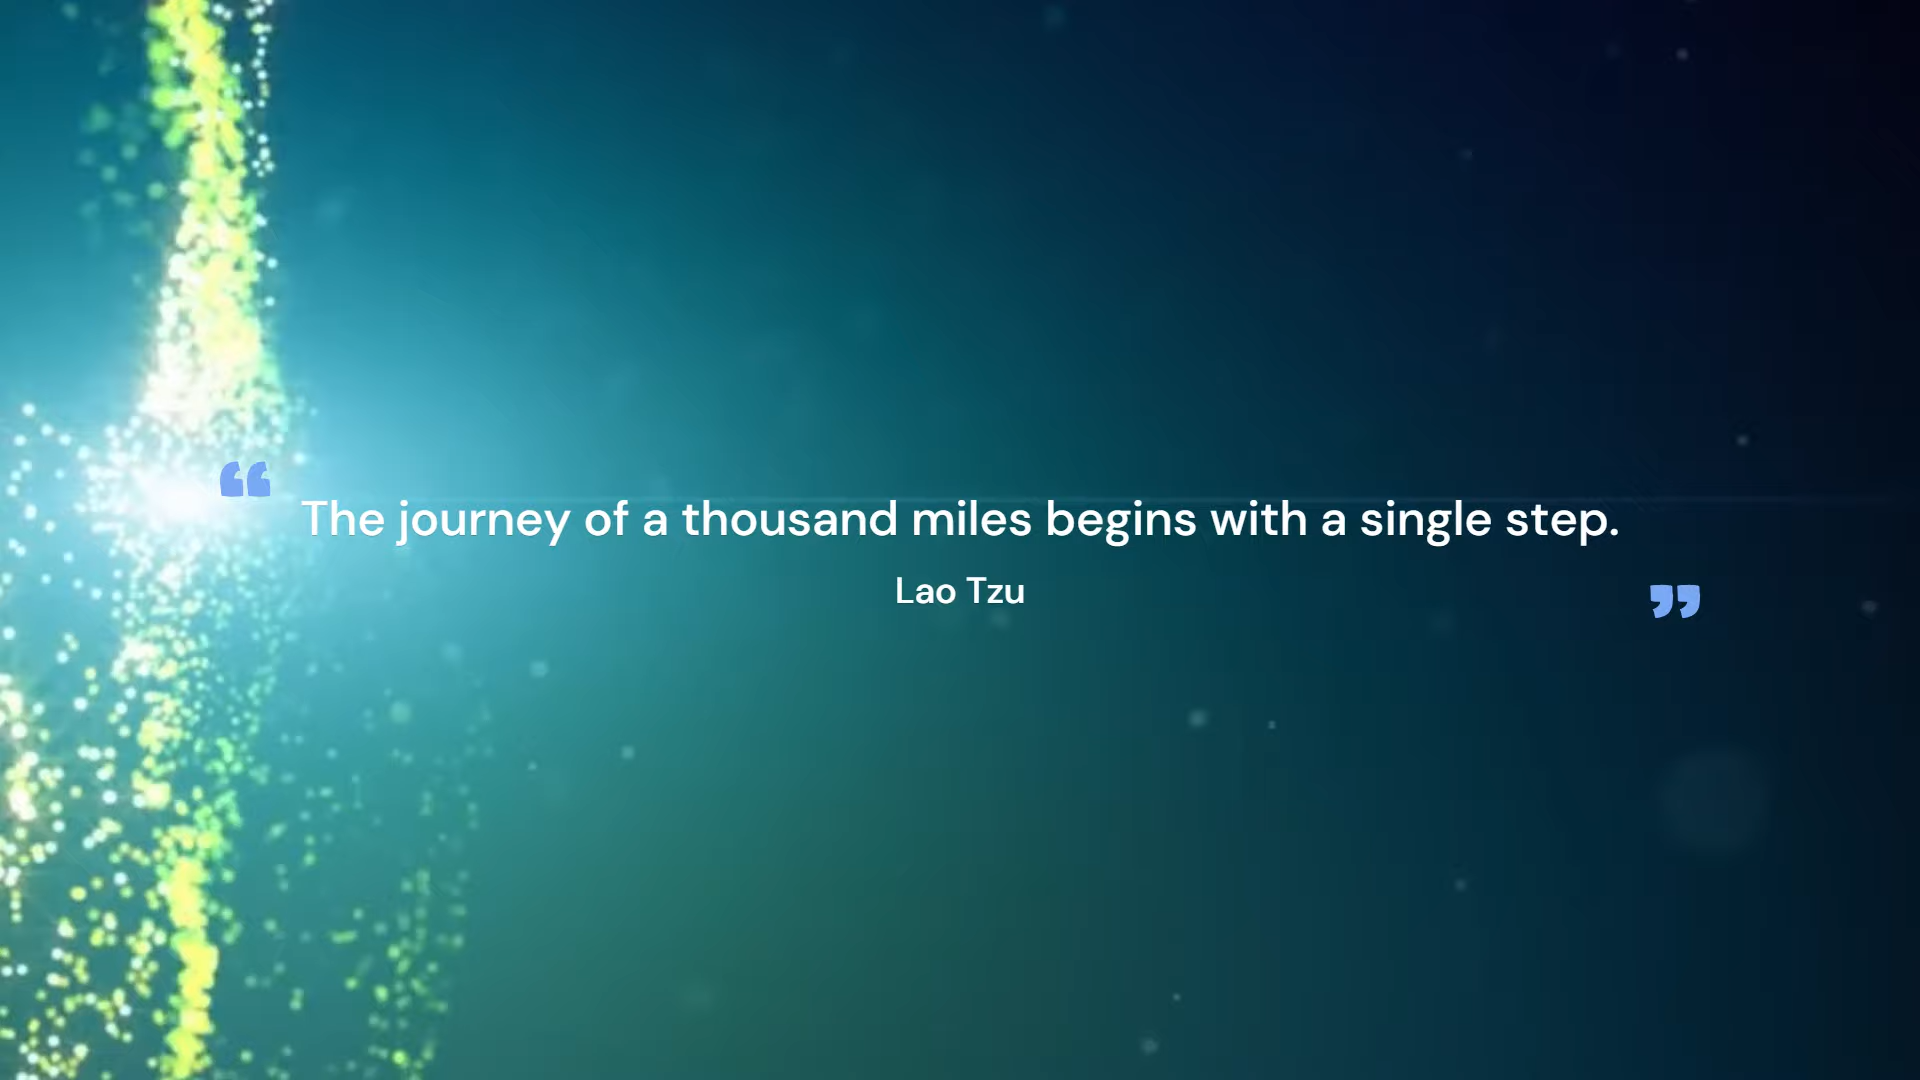 “The journey of a thousand miles begins with a single step.
Lao Tzu”